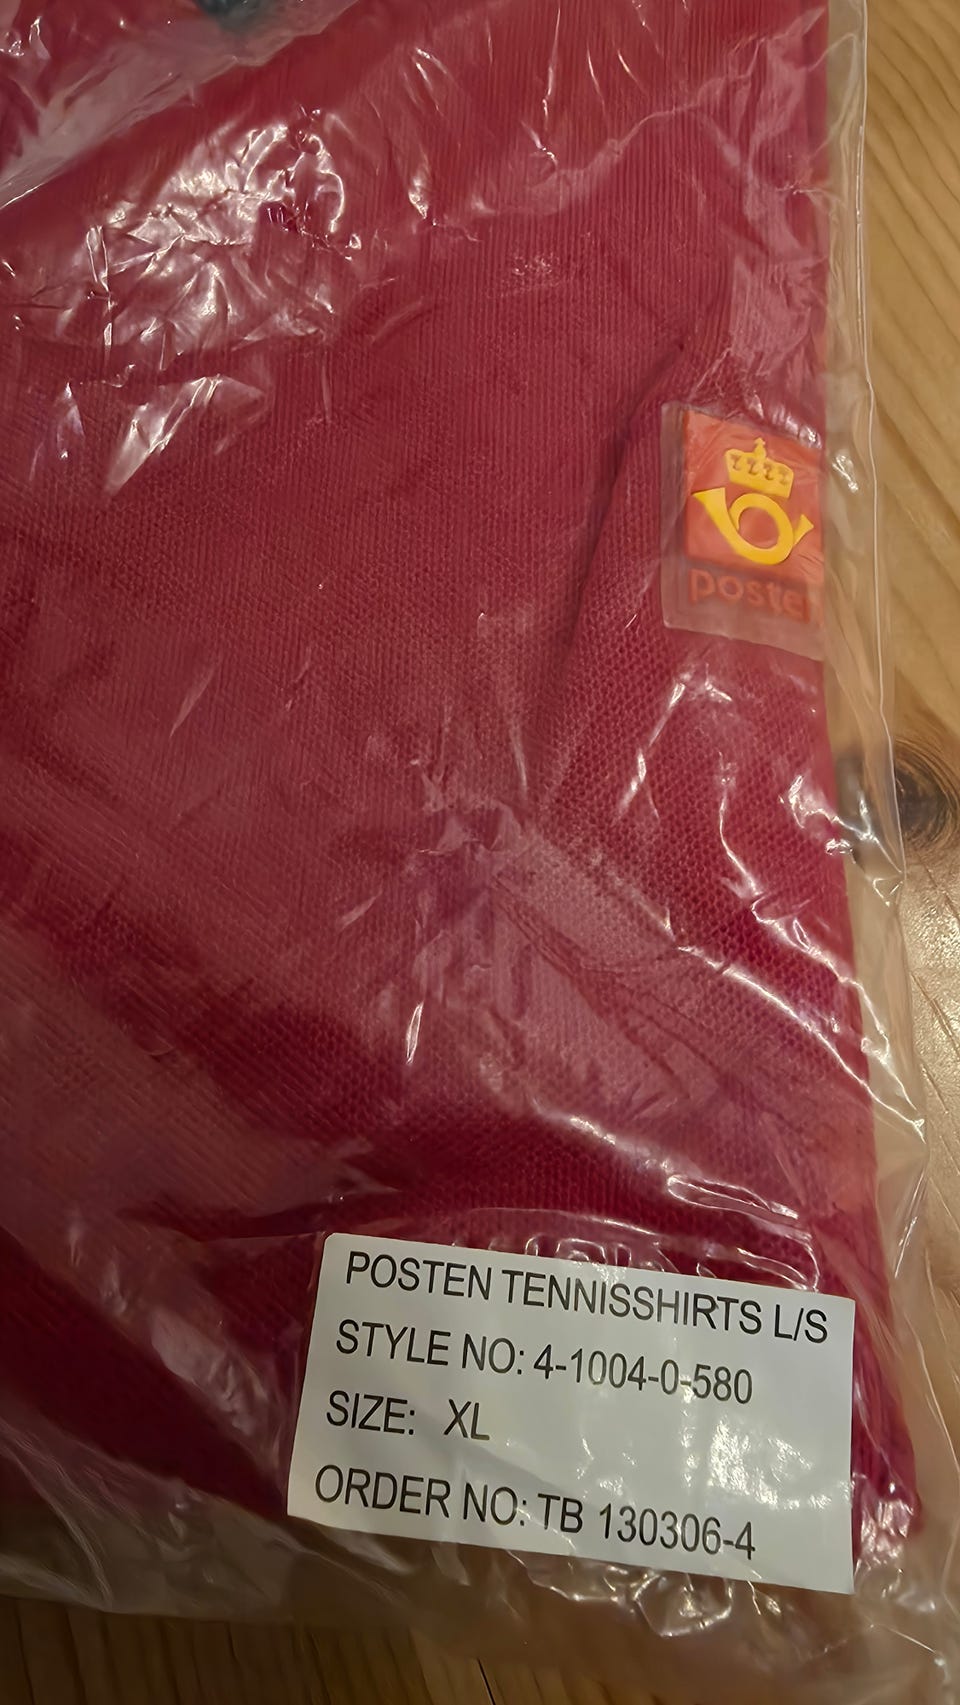 posten
POSTEN TENNISSHIRTS L/S
STYLE NO: 4-1004-0-580
SIZE: XL
ORDER NO: TB 130306-4